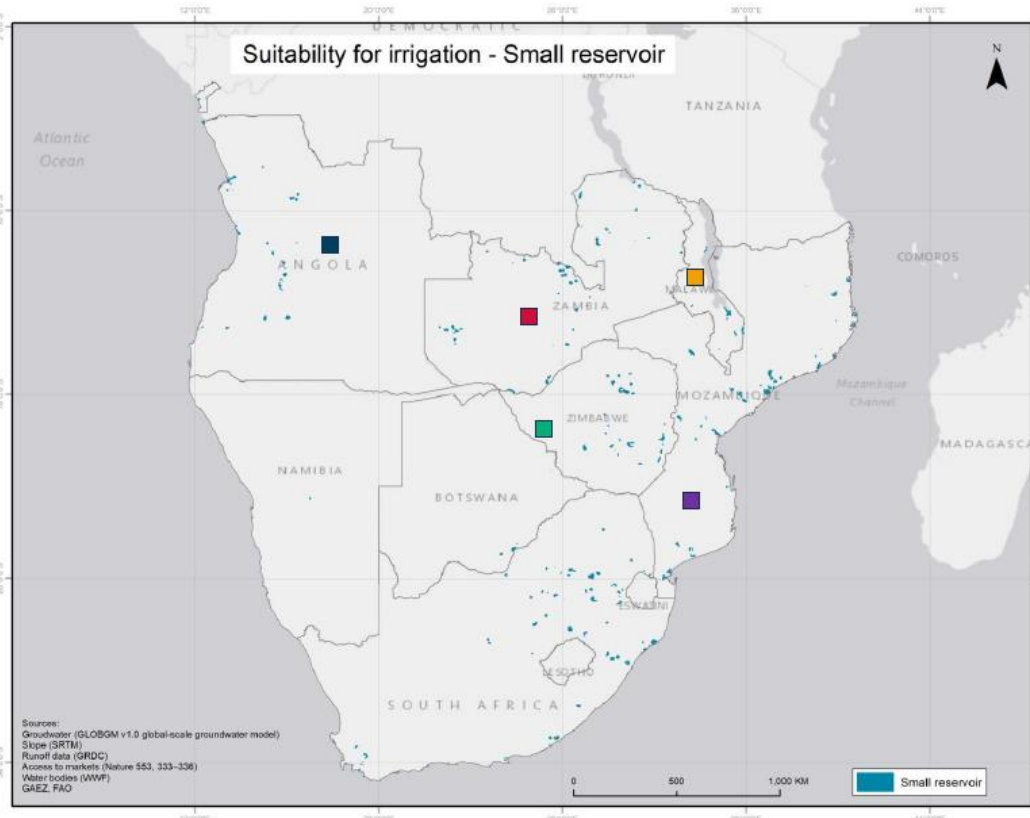 DEMOCRATIC
Suitability for irrigation - Small reservoir
N
BURUNDI
TANZANIA
Atlantic
Ocean
COMOROS
ANGOLA
MALAWI
ZAMBIA
Mozambique
Channel
MOZAMBIQUE
ZIMBABWE
MADAGASCA
NAMIBIA
BOTSWANA
ESWATINI
LESOTHO
SOUTH AFRICA
Sources:
Groudwater (GLOBGM v1.0 global-scale groundwater model)
Slope (SRTM)
Runoff data (GRDC)
Access to markets (Nature 553, 333–336)
Water bodies (WWF)
GAEZ, FAO
0 500 1,000 KM
Small reservoir